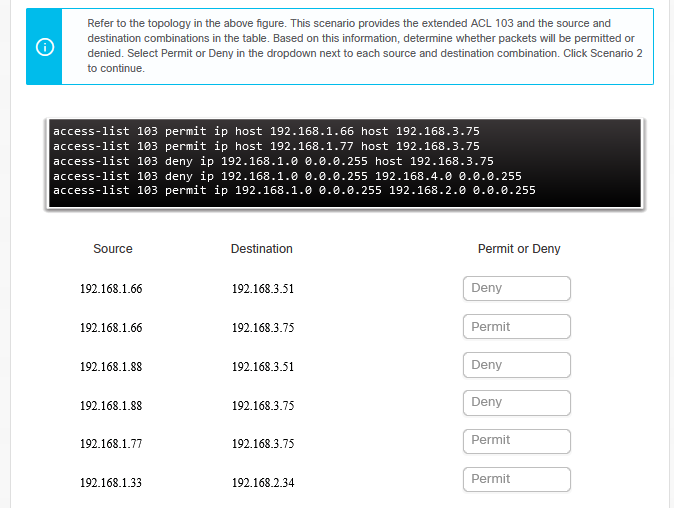 Refer to the topology in the above figure. This scenario provides the extended ACL 103 and the source and
destination combinations in the table. Based on this information, determine whether packets will be permitted or
denied. Select Permit or Deny in the dropdown next to each source and destination combination. Click Scenario 2
to continue.
access-list 103 permit ip host 192.168.1.66 host 192.168.3.75
access-list 103 permit ip host 192.168.1.77 host 192.168.3.75
access-list 103 deny ip 192.168.1.0 0.0.0.255 host 192.168.3.75
access-list 103 deny ip 192.168.1.0 0.0.0.255 192.168.4.0 0.0.0.255
access-list 103 permit ip 192.168.1.0 0.0.0.255 192.168.2.0 0.0.0.255
Source Destination Permit or Deny
192.168.1.66 192.168.3.51 Deny
192.168.1.66 192.168.3.75 Permit
192.168.1.88 192.168.3.51 Deny
192.168.1.88 192.168.3.75 Deny
192.168.1.77 192.168.3.75 Permit
192.168.1.33 192.168.2.34 Permit